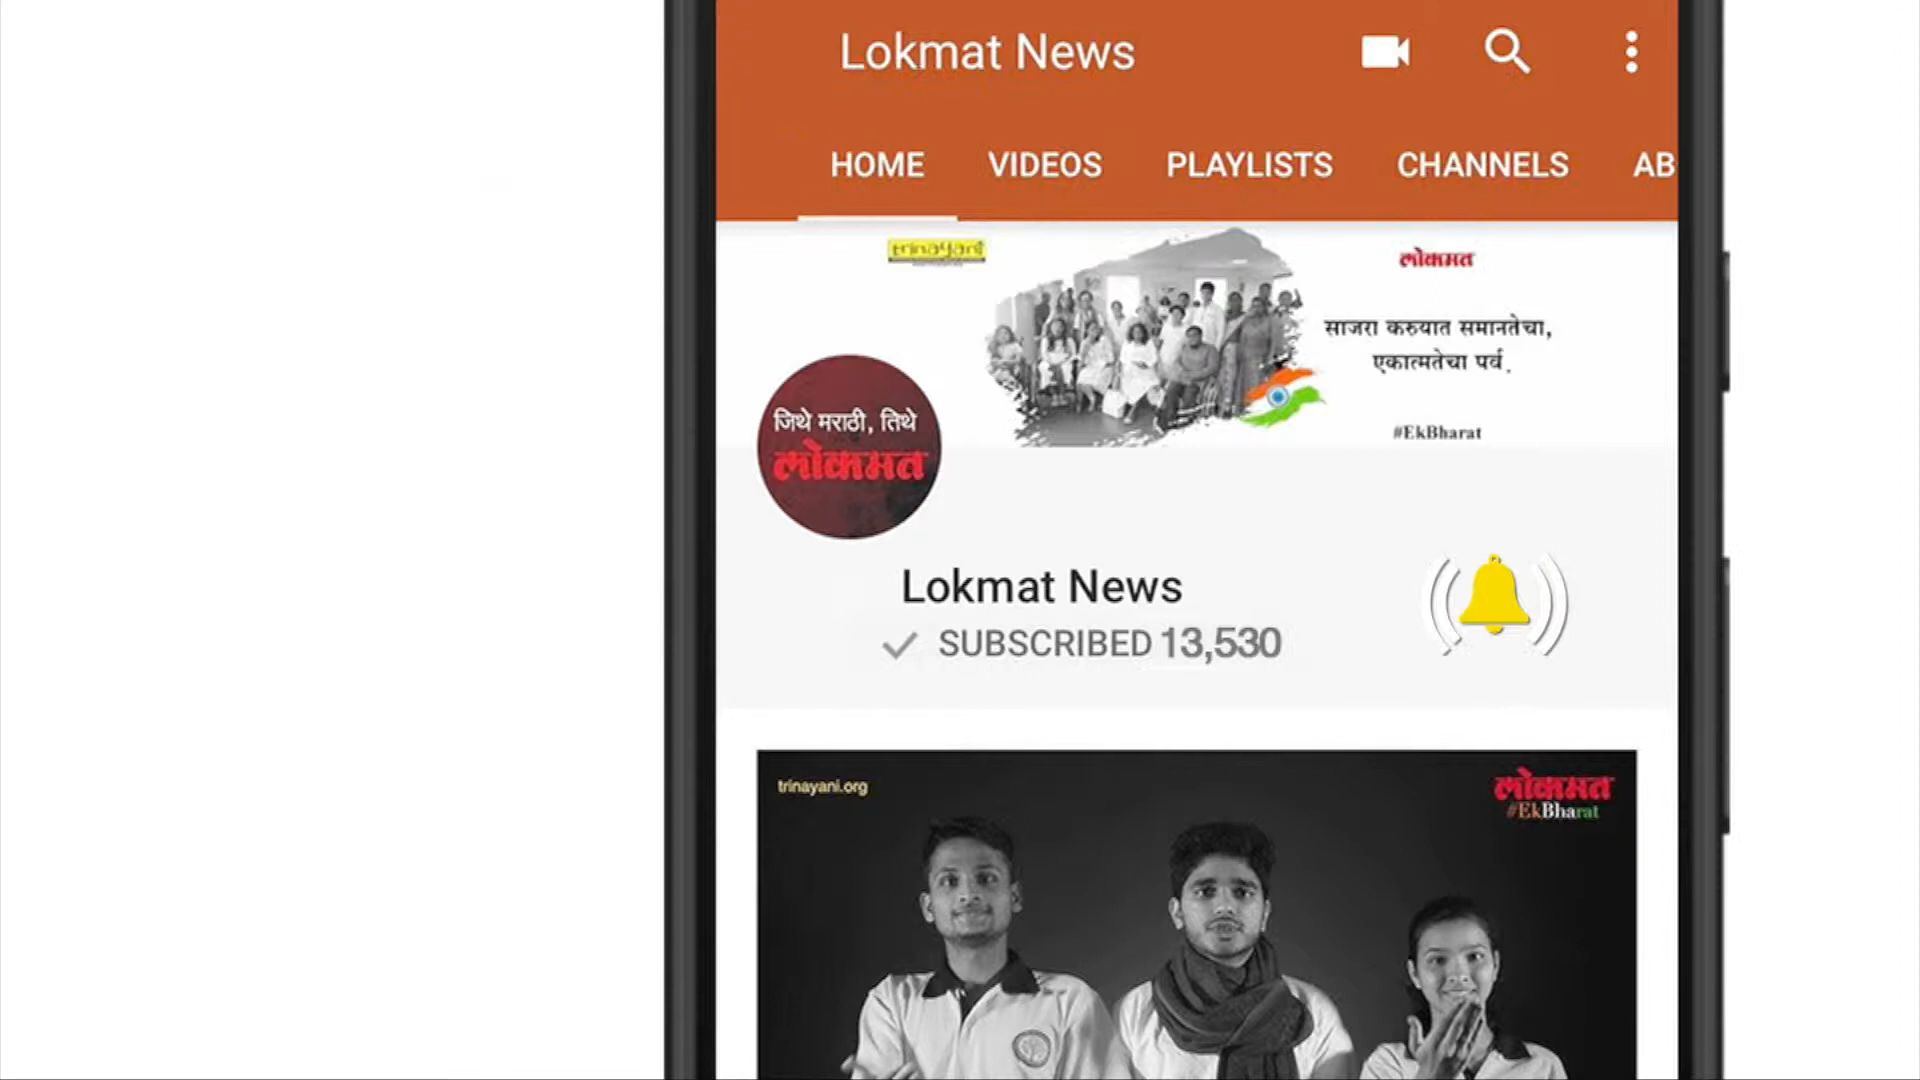 Lokmat News
HOME VIDEOS PLAYLISTS CHANNELS AB
trinayani
लोकमत
साजरा करुयात समानतेचा,
एकात्मतेचा पर्व.
#EkBharat
जिथे मराठी, तिथे
लोकमत
Lokmat News
SUBSCRIBED 13,530
trinayani.org
लोकमत
#EkBharat